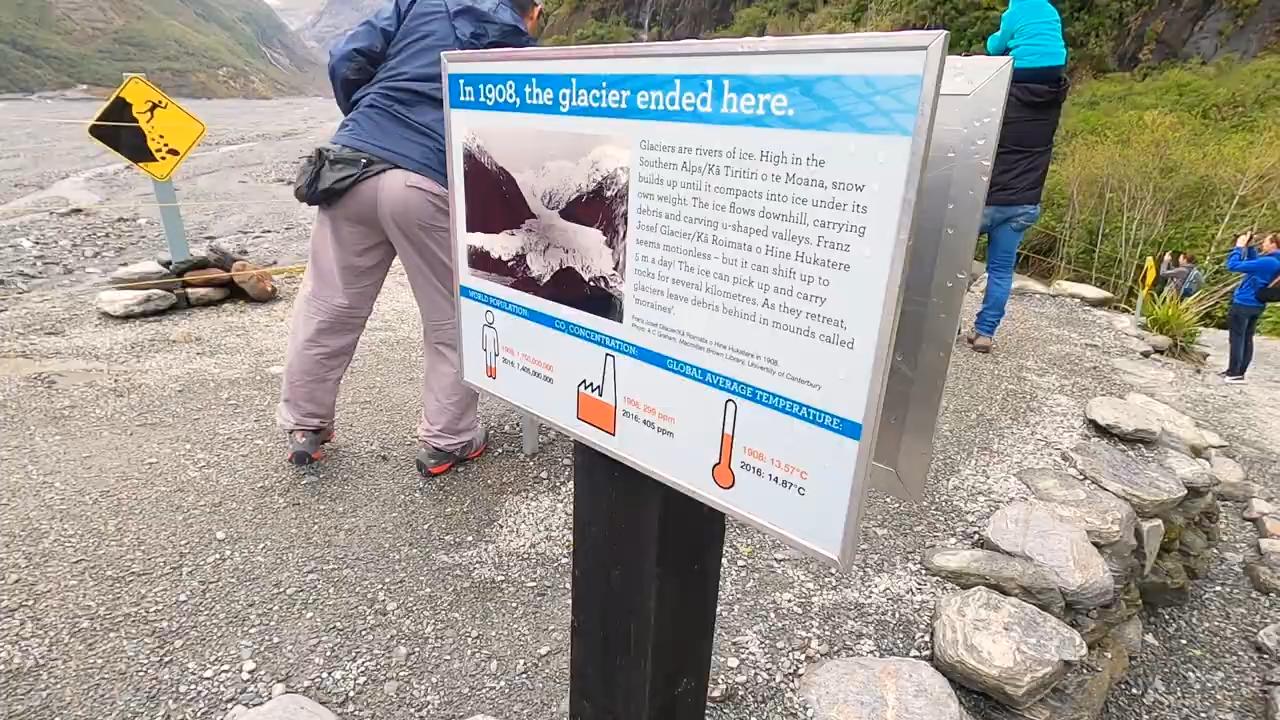 In 1908, the glacier ended here.
Glaciers are rivers of ice. High in the
Southern Alps/Kā Tiritiri o te Moana, snow
builds up until it compacts into ice under its
own weight. The ice flows downhill, carrying
debris and carving u-shaped valleys. Franz
Josef Glacier/Kā Roimata o Hine Hukatere
seems motionless – but it can shift up to
5 m a day! The ice can pick up and carry
rocks for several kilometres. As they retreat,
glaciers leave debris behind in mounds called
'moraines'.
Franz Josef Glacier/Kā Roimata o Hine Hukatere in 1908.
Photo: A C Graham, Macmillan Brown Library, University of Canterbury
WORLD POPULATION:
1908: 1,750,000,000
2016: 7,405,000,000
CO₂ CONCENTRATION:
1908: 299 ppm
2016: 405 ppm
GLOBAL AVERAGE TEMPERATURE:
1908: 13.57°C
2016: 14.87°C